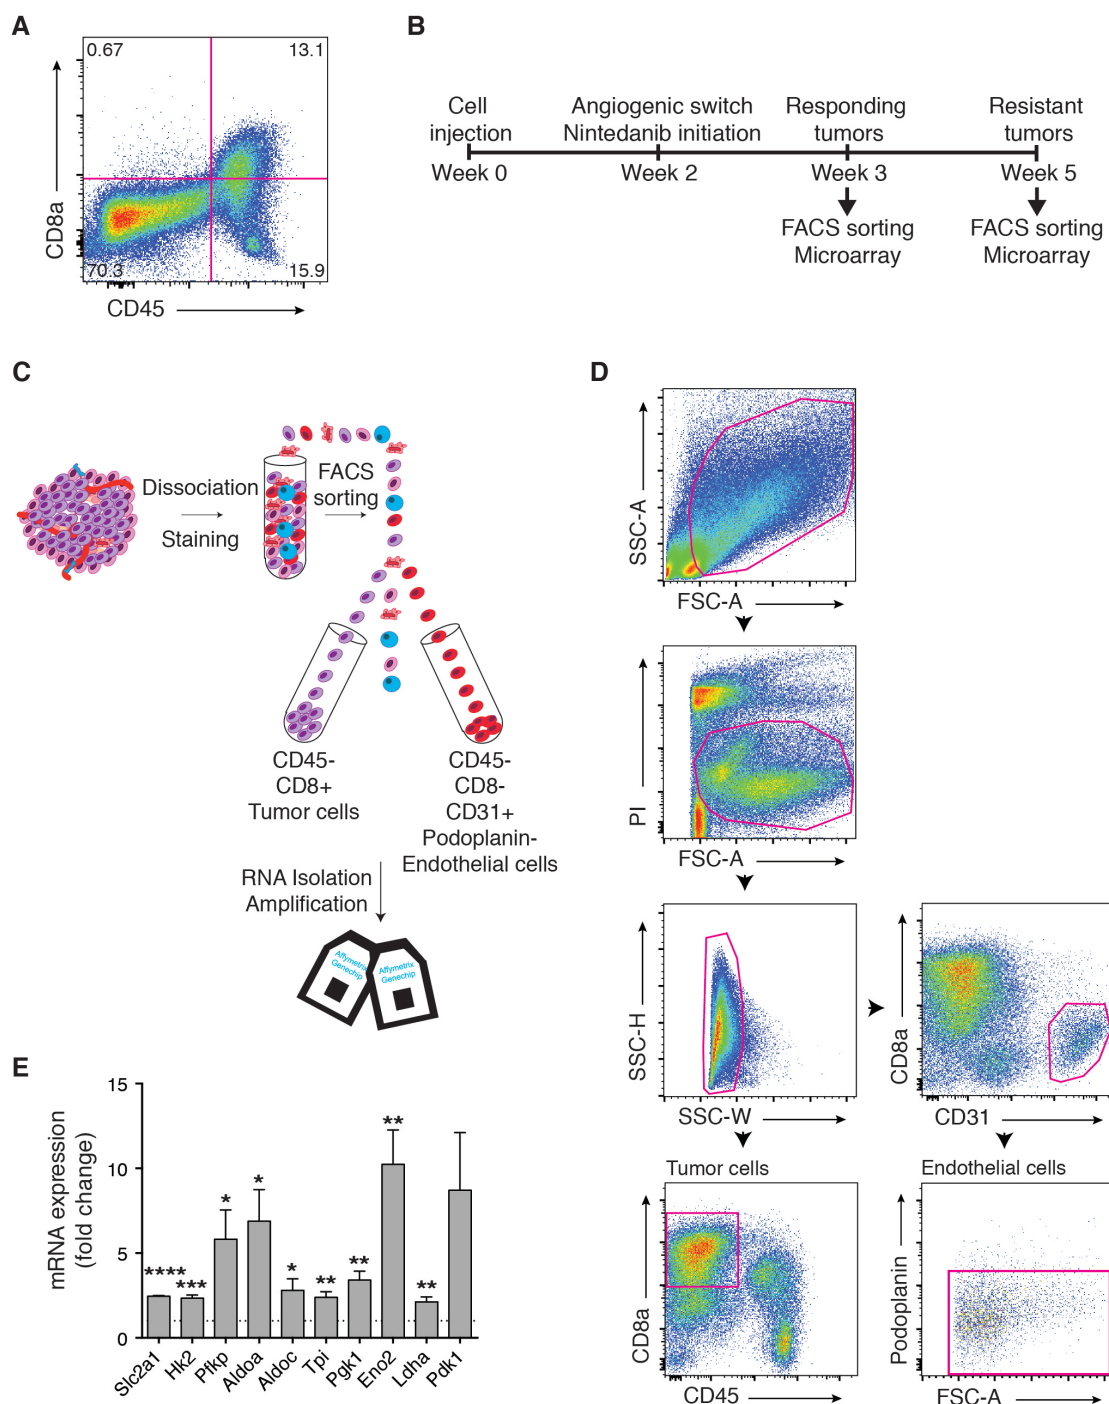 A
0.67
13.1
70.3
15.9
CD8a
CD45
B
Cell
injection
Week 0
Angiogenic switch
Nintedanib initiation
Week 2
Responding
tumors
Week 3
FACS sorting
Microarray
Resistant
tumors
Week 5
FACS sorting
Microarray
C
Dissociation
Staining
FACS
sorting
CD45-
CD8+
Tumor cells
CD45-
CD8-
CD31+
Podoplanin-
Endothelial cells
RNA Isolation
Amplification
Affymetrix
Genechip
Affymetrix
Genechip
D
SSC-A
FSC-A
PI
FSC-A
SSC-H
SSC-W
CD8a
CD31
Tumor cells
CD8a
CD45
Endothelial cells
Podoplanin
FSC-A
E
mRNA expression
(fold change)
15
10
5
0
****
***
*
*
*
**
**
**
**
Slc2a1
Hk2
Pfkp
Aldoa
Aldoc
Tpi
Pgk1
Eno2
Ldha
Pdk1